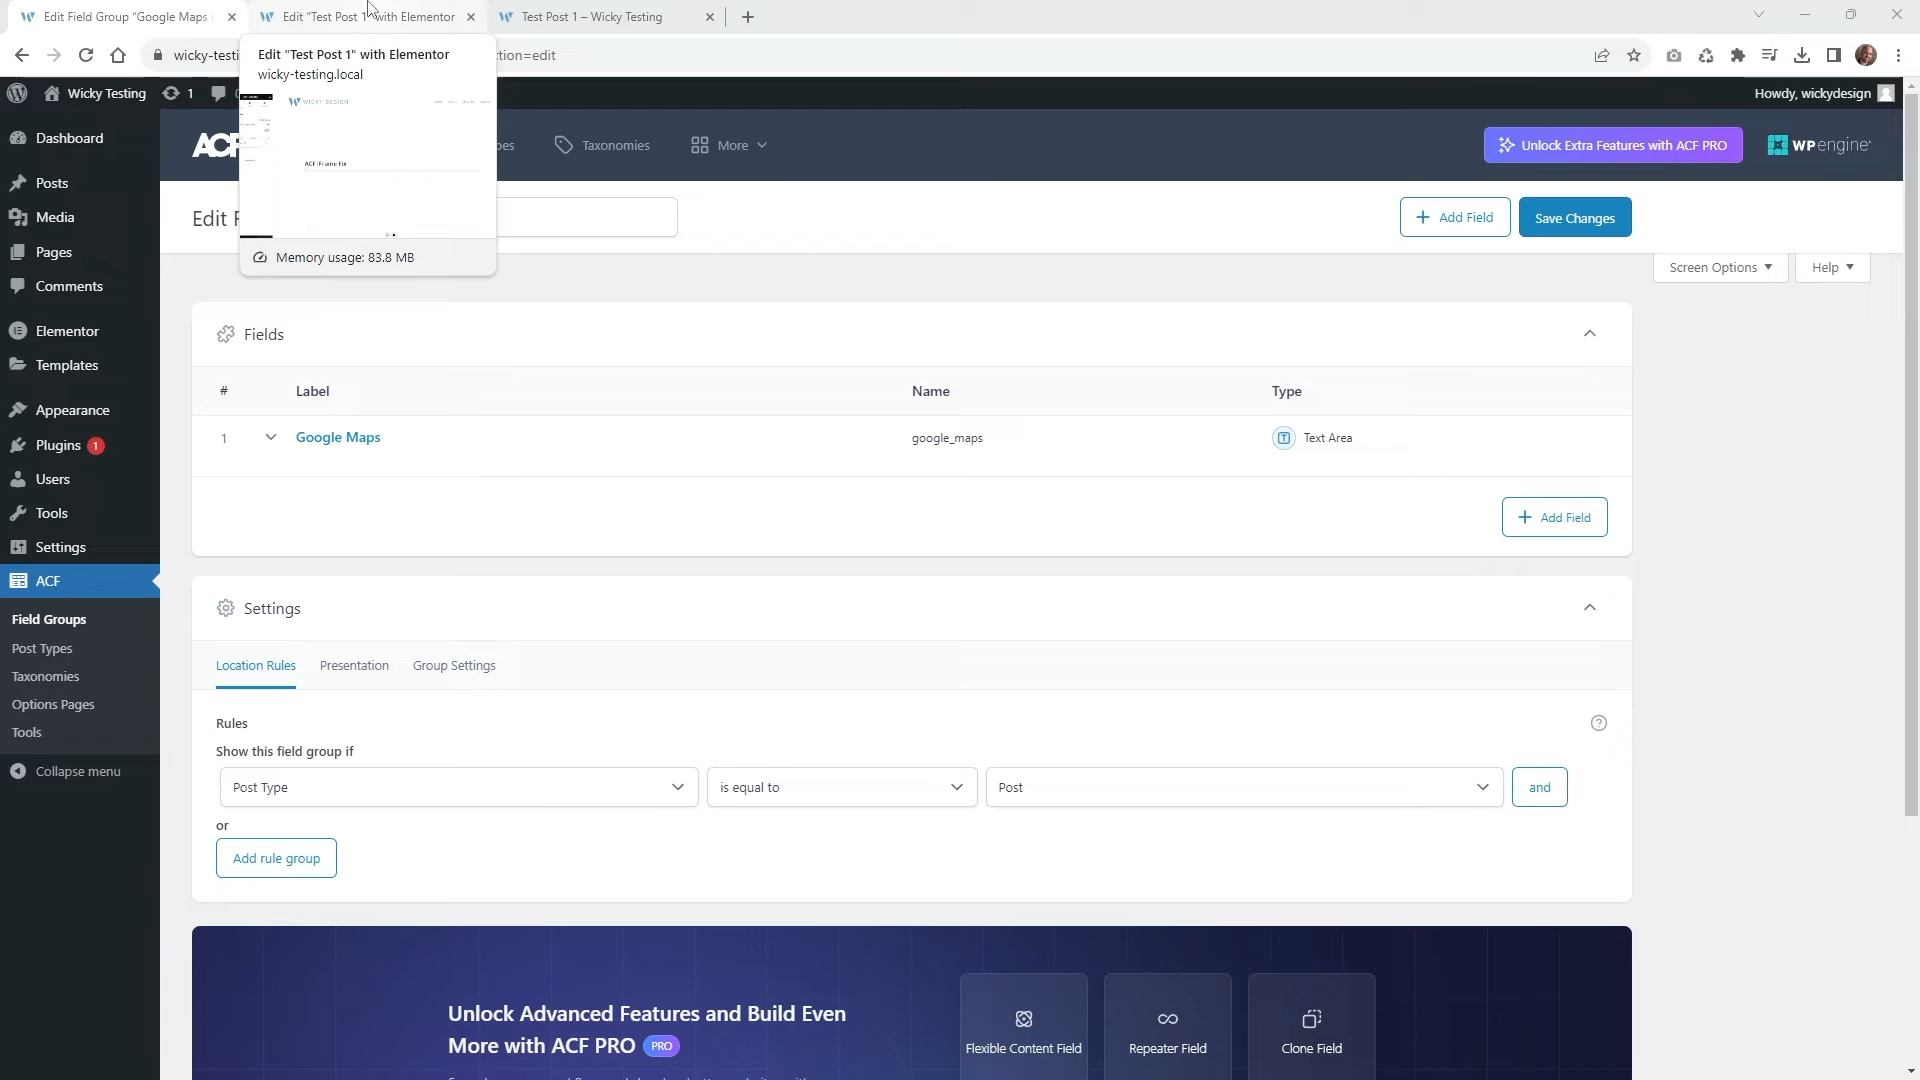 Edit Field Group "Google Maps
Edit "Test Post 1" with Elementor
Test Post 1 – Wicky Testing
wicky-testi
tion=edit
Edit "Test Post 1" with Elementor
wicky-testing.local
WICKY DESIGN
ACF iFrame Fix
Memory usage: 83.8 MB
Wicky Testing
1
Howdy, wickydesign
ACF
pes
Taxonomies
More
Unlock Extra Features with ACF PRO
WP engine
Edit F
Add Field
Save Changes
Screen Options
Help
Dashboard
Posts
Media
Pages
Comments
Elementor
Templates
Appearance
Plugins 1
Users
Tools
Settings
ACF
Field Groups
Post Types
Taxonomies
Options Pages
Tools
Collapse menu
Fields
# Label Name Type
1 Google Maps google_maps Text Area
Add Field
Settings
Location Rules Presentation Group Settings
Rules
Show this field group if
Post Type is equal to Post and
or
Add rule group
Unlock Advanced Features and Build Even
More with ACF PRO PRO
Flexible Content Field
Repeater Field
Clone Field